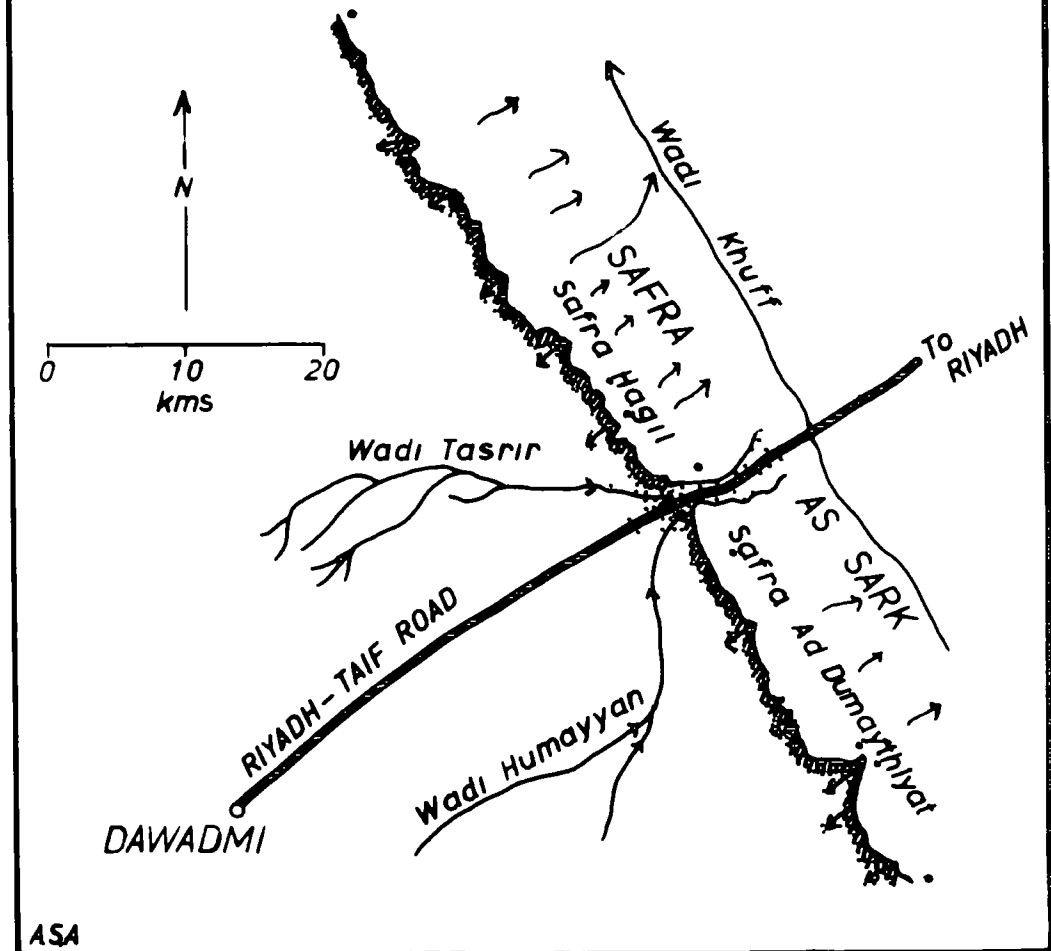 N
0 10 20
kms
Wadi
Khuff
SAFRA
Safra Hagil
To
RIYADH
Wadi Tasrir
AS SARK
Safra Ad Dumaythiyat
RIYADH-TAIF ROAD
Wadi Humayyan
DAWADMI
ASA